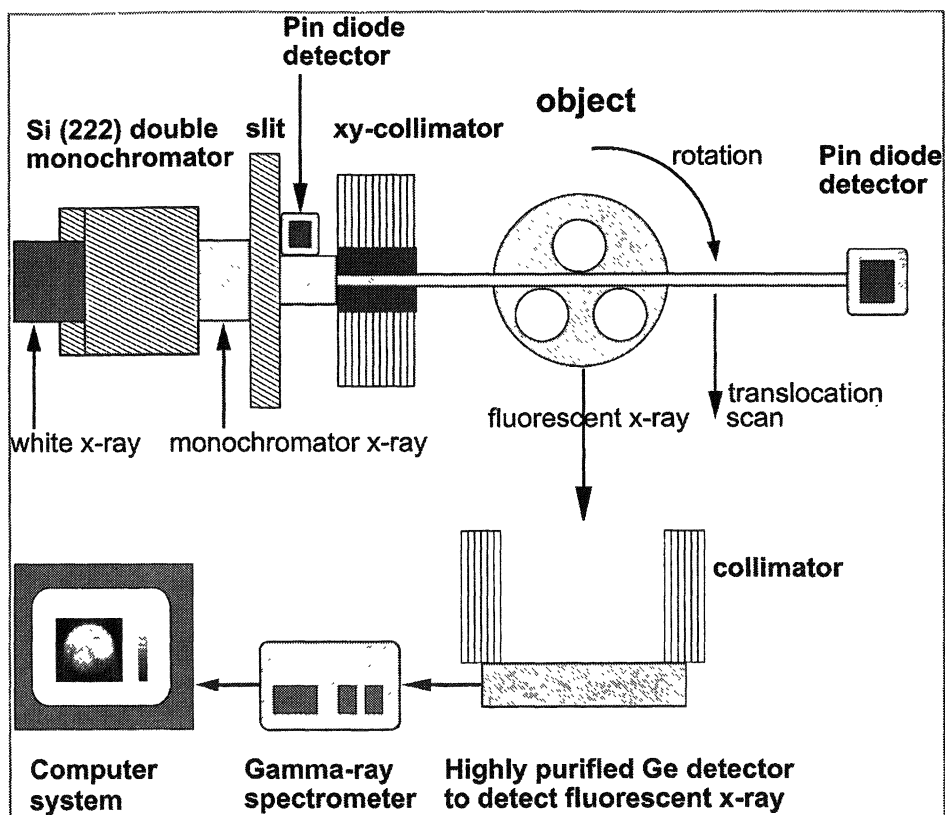 Pin diode
detector
object
Si (222) double
monochromator
slit
xy-collimator
rotation
Pin diode
detector
white x-ray
monochromator x-ray
fluorescent x-ray
translocation
scan
collimator
Computer
system
Gamma-ray
spectrometer
Highly purified Ge detector
to detect fluorescent x-ray